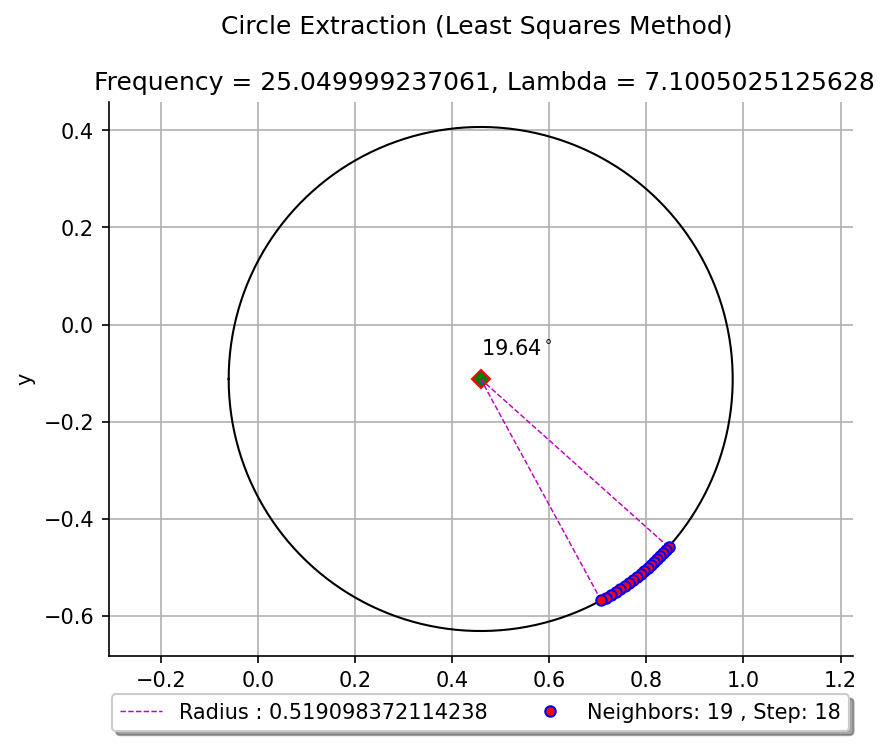 Circle Extraction (Least Squares Method)
Frequency = 25.049999237061, Lambda = 7.1005025125628
0.4
0.2
0.0
−0.2
−0.4
−0.6
y
19.64°
−0.2 0.0 0.2 0.4 0.6 0.8 1.0 1.2
Radius : 0.519098372114238
Neighbors: 19 , Step: 18